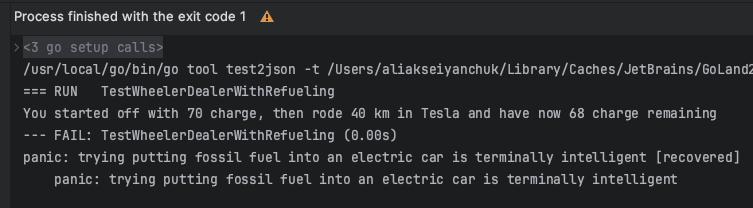 Process finished with the exit code 1
<3 go setup calls>
/usr/local/go/bin/go tool test2json -t /Users/aliakseiyanchuk/Library/Caches/JetBrains/GoLand2
=== RUN   TestWheelerDealerWithRefueling
You started off with 70 charge, then rode 40 km in Tesla and have now 68 charge remaining
--- FAIL: TestWheelerDealerWithRefueling (0.00s)
panic: trying putting fossil fuel into an electric car is terminally intelligent [recovered]
    panic: trying putting fossil fuel into an electric car is terminally intelligent